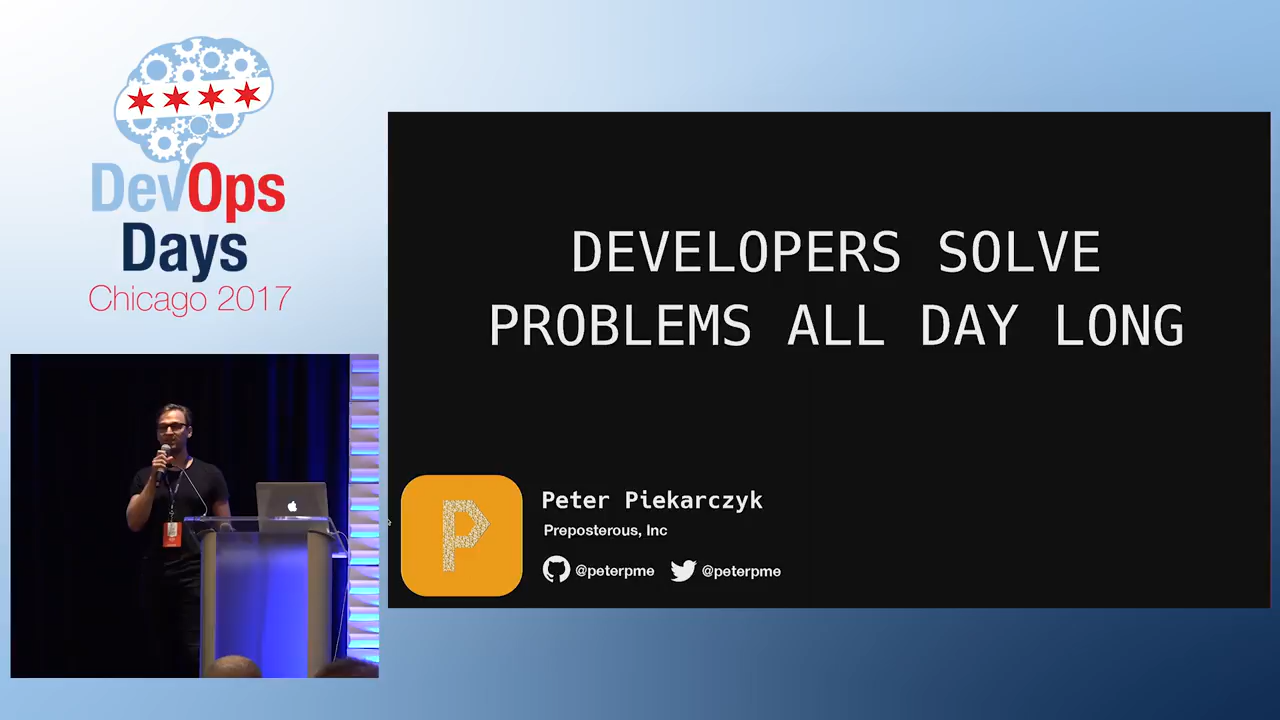 DevOps
Days
Chicago 2017
DEVELOPERS SOLVE
PROBLEMS ALL DAY LONG
P
Peter Piekarczyk
Preposterous, Inc
@peterpme @peterpme